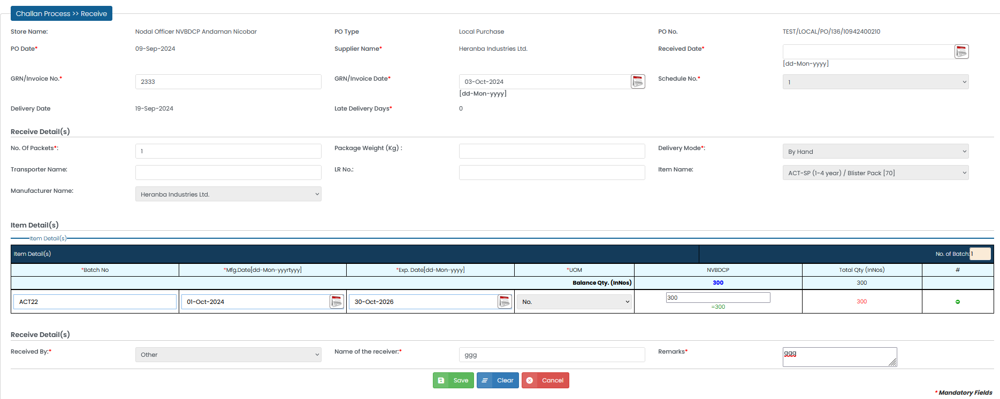 Challan Process >> Receive
Store Name: Nodal Officer NVBDCP Andaman Nicobar PO Type Local Purchase PO No. TEST/LOCAL/PO/136/10942400210
PO Date* 09-Sep-2024 Supplier Name* Heranba Industries Ltd. Received Date*
[dd-Mon-yyyy]
GRN/Invoice No.* 2333 GRN/Invoice Date* 03-Oct-2024 Schedule No.* 1
[dd-Mon-yyyy]
Delivery Date 19-Sep-2024 Late Delivery Days* 0
Receive Detail(s)
No. Of Packets*: 1 Package Weight (Kg) : Delivery Mode*: By Hand
Transporter Name: LR No.: Item Name: ACT-SP (1-4 year) / Blister Pack [70]
Manufacturer Name: Heranba Industries Ltd.
Item Detail(s)
Item Detail(s)
Item Detail(s) No. of Batch: 1
*Batch No *Mfg.Date[dd-Mon-yyyrtyyy] *Exp. Date[dd-Mon-yyyy] *UOM NVBDCP Total Qty (InNos) #
Balance Qty. (InNos) 300 300
ACT22 01-Oct-2024 30-Oct-2026 No. 300 300
=300
Receive Detail(s)
Received By:* Other Name of the receiver:* ggg Remarks* ggg
Save Clear Cancel
* Mandatory Fields